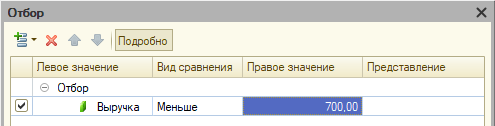 Отбор
Подробно
Левое значение Вид сравнения Правое значение Представление
Отбор
Выручка Меньше 700,00